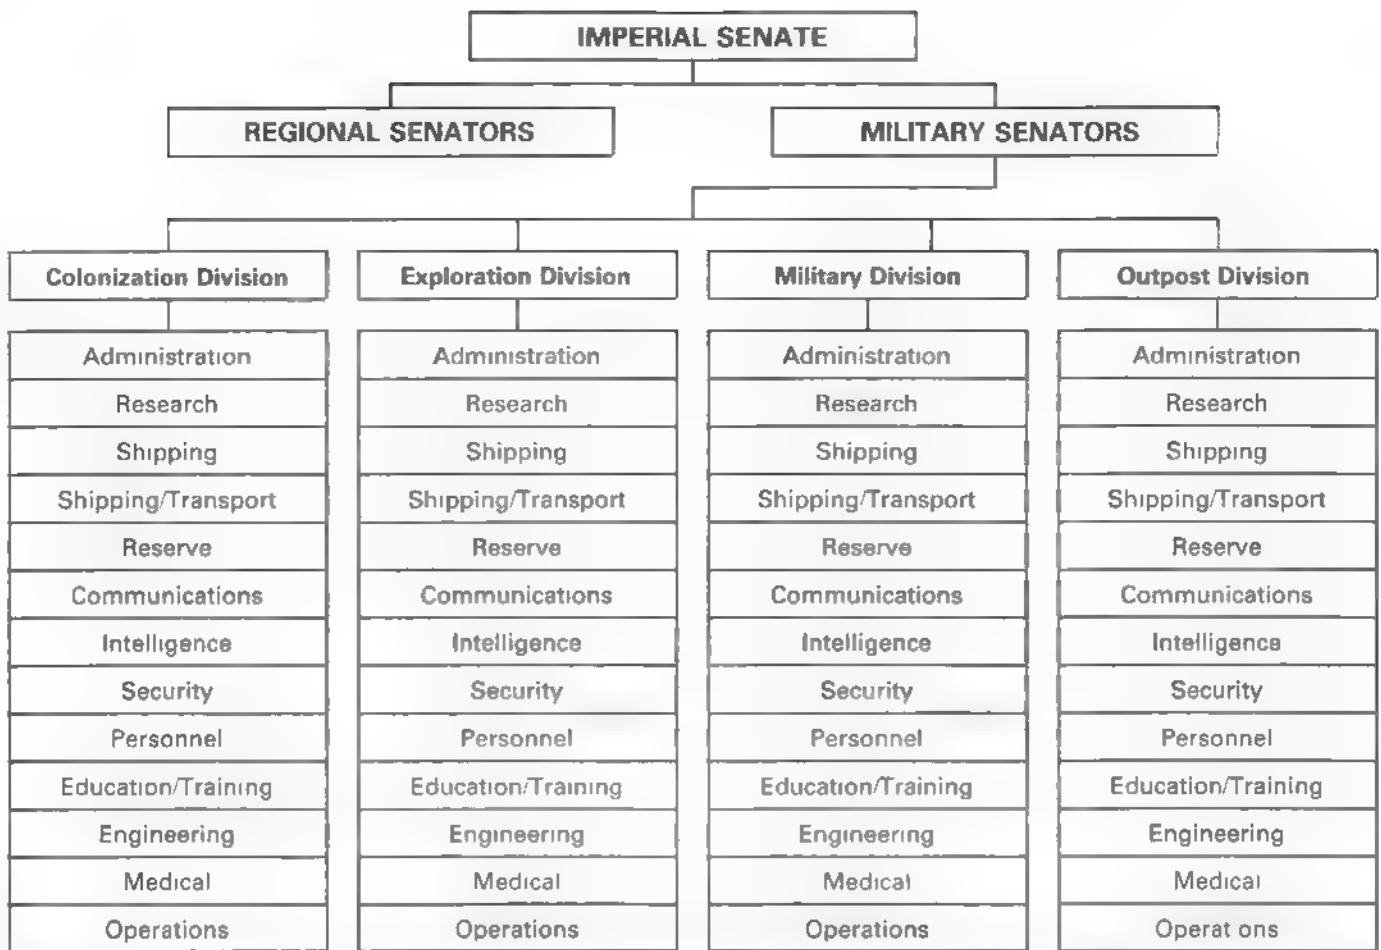 IMPERIAL SENATE
REGIONAL SENATORS
MILITARY SENATORS
Colonization Division
Exploration Division
Military Division
Outpost Division
Administration
Administration
Administration
Administration
Research
Research
Research
Research
Shipping
Shipping
Shipping
Shipping
Shipping/Transport
Shipping/Transport
Shipping/Transport
Shipping/Transport
Reserve
Reserve
Reserve
Reserve
Communications
Communications
Communications
Communications
Intelligence
Intelligence
Intelligence
Intelligence
Security
Security
Security
Security
Personnel
Personnel
Personnel
Personnel
Education/Training
Education/Training
Education/Training
Education/Training
Engineering
Engineering
Engineering
Engineering
Medical
Medical
Medical
Medical
Operations
Operations
Operations
Operations